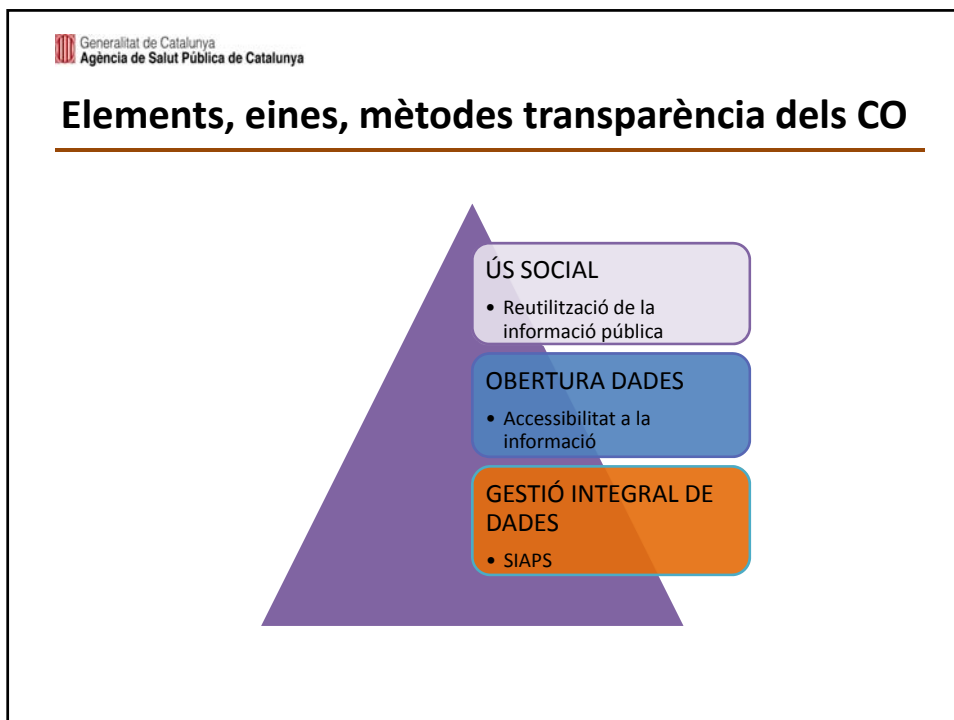 Generalitat de Catalunya
Agència de Salut Pública de Catalunya
Elements, eines, mètodes transparència dels CO
ÚS SOCIAL
• Reutilització de la
informació pública
OBERTURA DADES
• Accessibilitat a la
informació
GESTIÓ INTEGRAL DE
DADES
• SIAPS